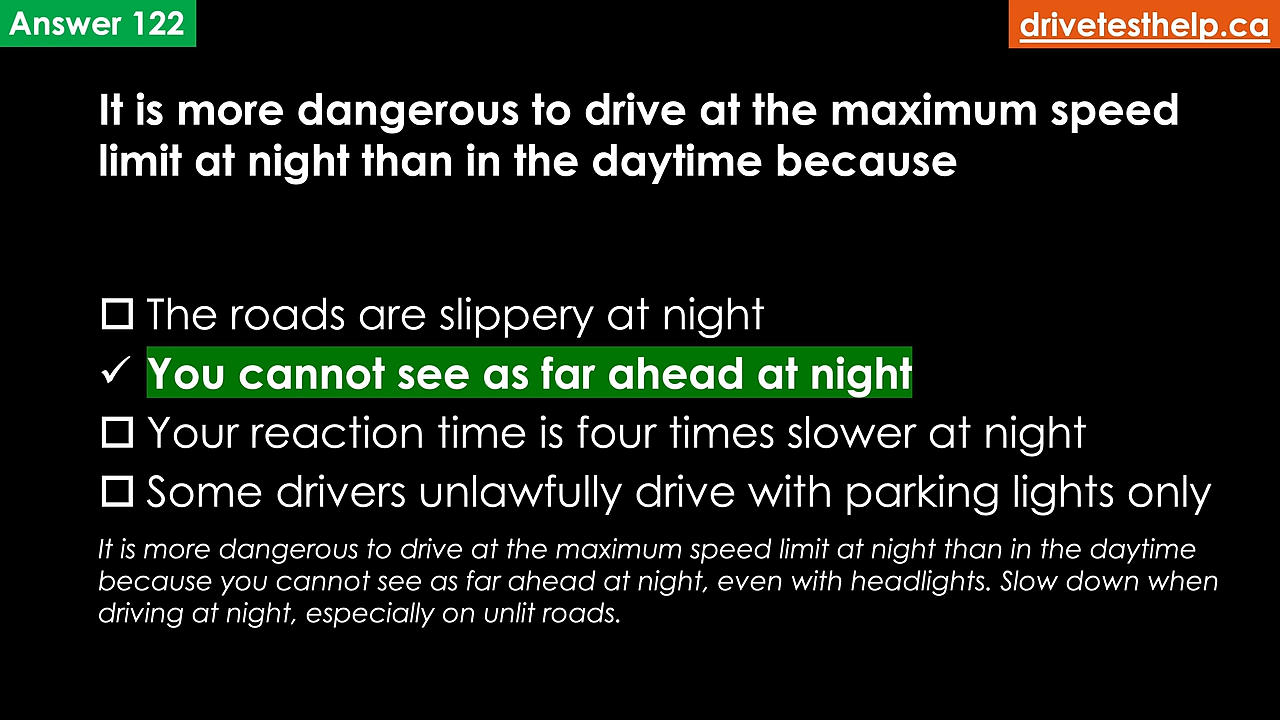 Answer 122
drivetesthelp.ca
It is more dangerous to drive at the maximum speed
limit at night than in the daytime because
The roads are slippery at night
You cannot see as far ahead at night
Your reaction time is four times slower at night
Some drivers unlawfully drive with parking lights only
It is more dangerous to drive at the maximum speed limit at night than in the daytime
because you cannot see as far ahead at night, even with headlights. Slow down when
driving at night, especially on unlit roads.